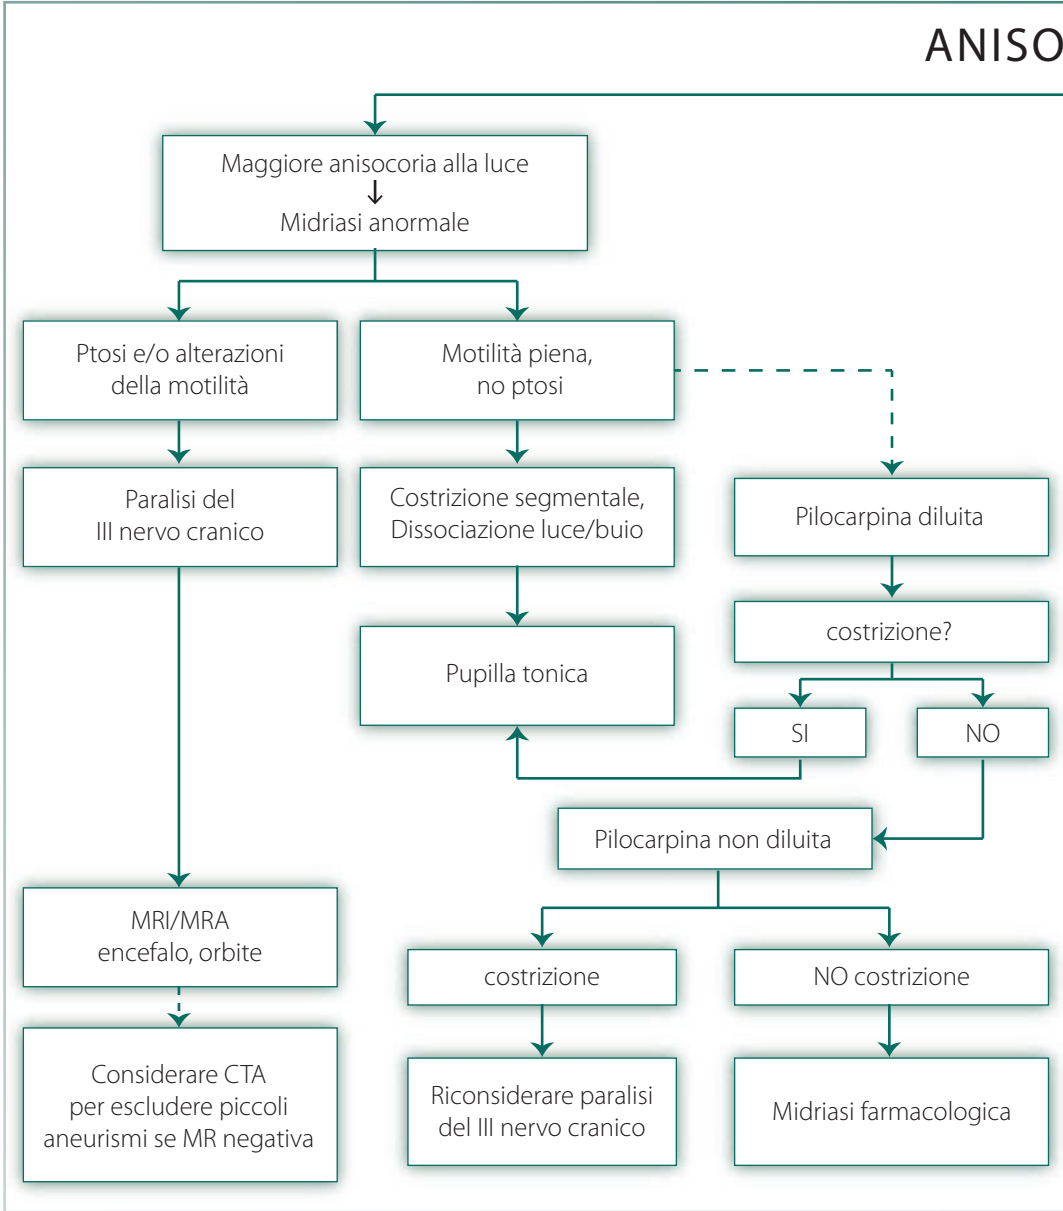 ANISO
Maggiore anisocoria alla luce
↓
Midriasi anormale
Ptosi e/o alterazioni
della motilità
Motilità piena,
no ptosi
Paralisi del
III nervo cranico
Costrizione segmentale,
Dissociazione luce/buio
Pilocarpina diluita
costrizione?
Pupilla tonica
SI
NO
Pilocarpina non diluita
MRI/MRA
encefalo, orbite
costrizione
NO costrizione
Considerare CTA
per escludere piccoli
aneurismi se MR negativa
Riconsiderare paralisi
del III nervo cranico
Midriasi farmacologica